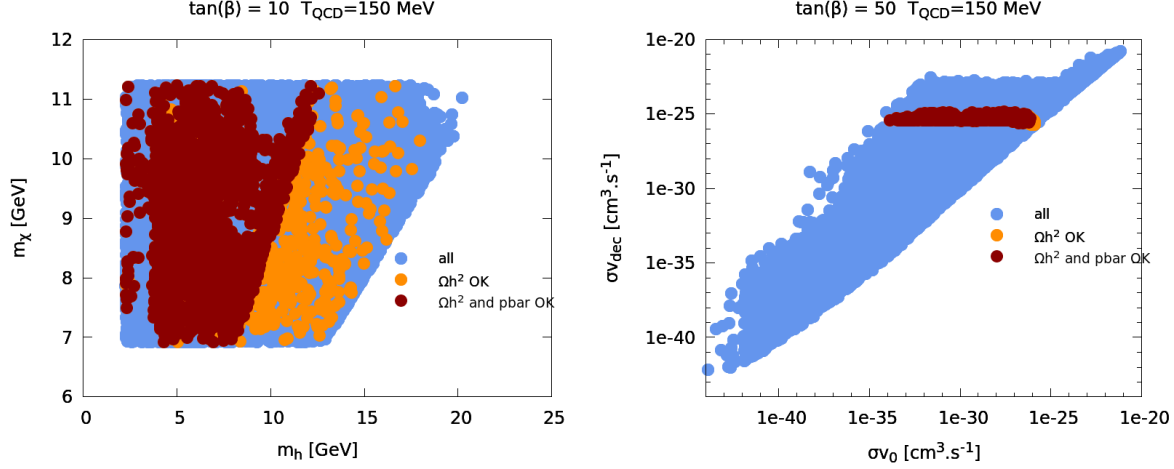 tan(β) = 10 T_QCD=150 MeV
12
11
10
9
8
7
6
m_χ [GeV]
0 5 10 15 20 25
m_h [GeV]
all
Ωh² OK
Ωh² and pbar OK
tan(β) = 50 T_QCD=150 MeV
1e-20
1e-25
1e-30
1e-35
1e-40
σv_dec [cm³.s⁻¹]
1e-40 1e-35 1e-30 1e-25 1e-20
σv₀ [cm³.s⁻¹]
all
Ωh² OK
Ωh² and pbar OK